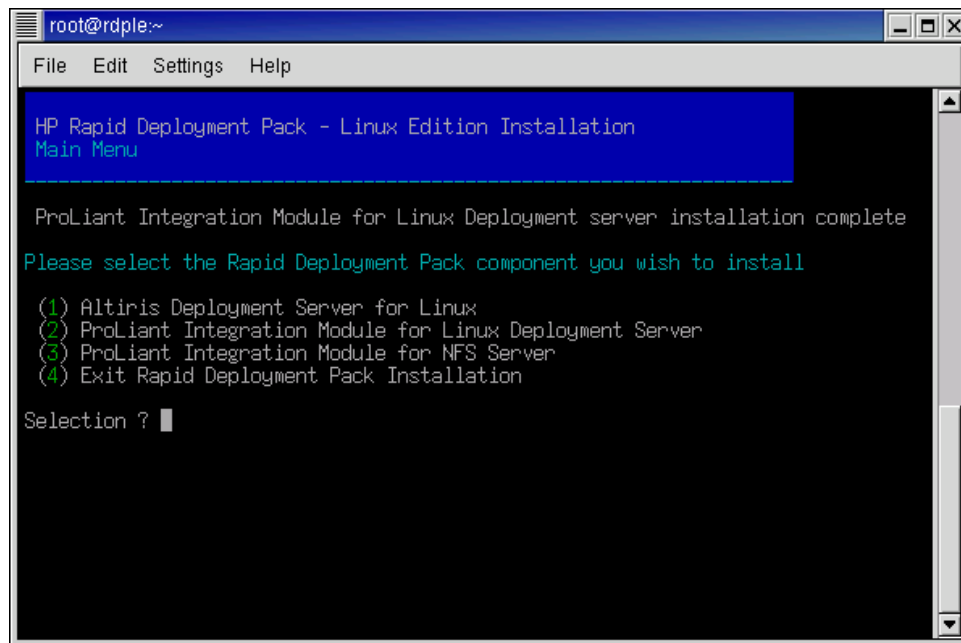 root@rdple:~
File Edit Settings Help
HP Rapid Deployment Pack - Linux Edition Installation
Main Menu
ProLiant Integration Module for Linux Deployment server installation complete
Please select the Rapid Deployment Pack component you wish to install
(1) Altiris Deployment Server for Linux
(2) ProLiant Integration Module for Linux Deployment Server
(3) ProLiant Integration Module for NFS Server
(4) Exit Rapid Deployment Pack Installation
Selection ?